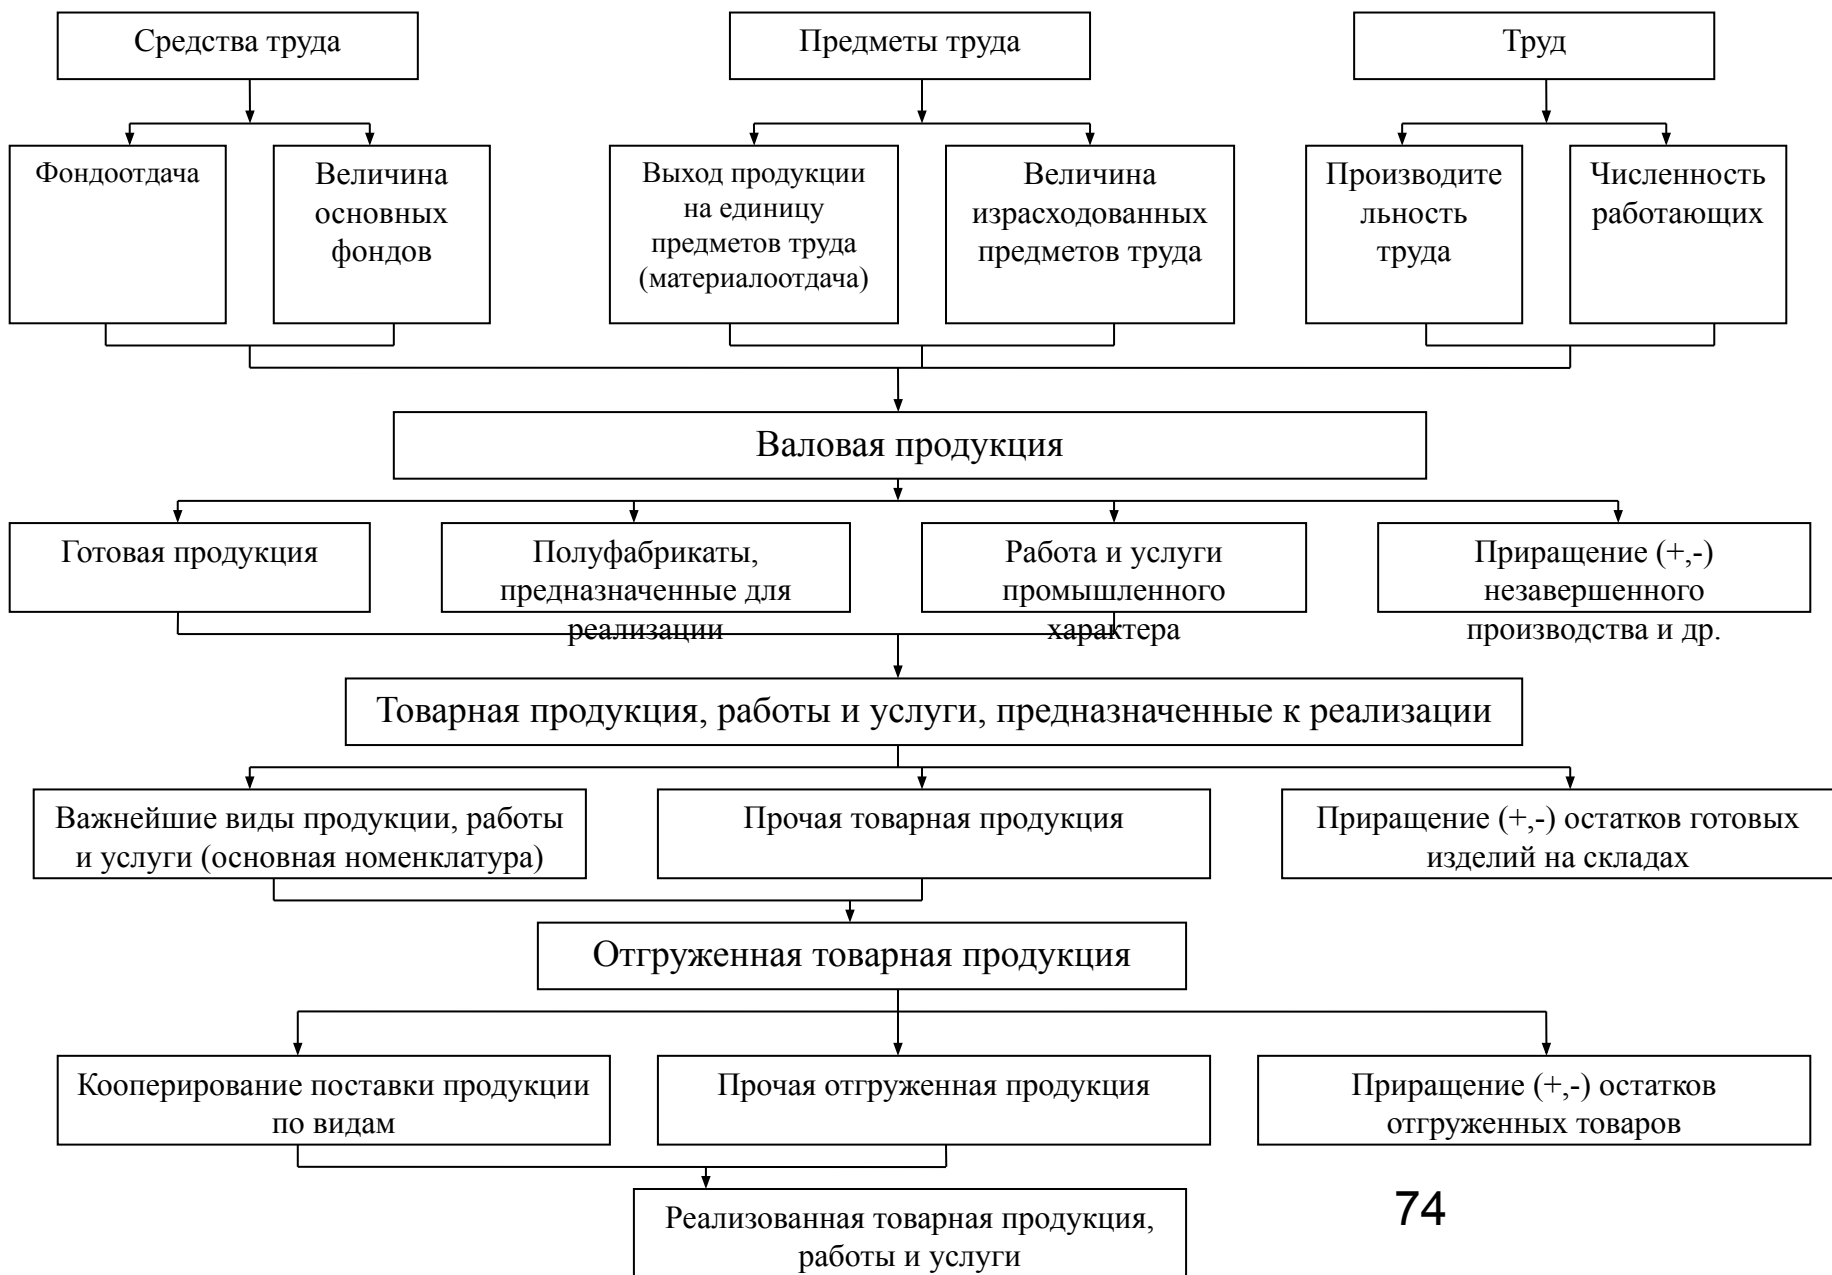 Средства труда
Предметы труда
Труд
Фондоотдача
Величина
основных
фондов
Выход продукции
на единицу
предметов труда
(материалоотдача)
Величина
израсходованных
предметов труда
Производите
льность
труда
Численность
работающих
Валовая продукция
Готовая продукция
Полуфабрикаты,
предназначенные для
реализации
Работа и услуги
промышленного
характера
Приращение (+,-)
незавершенного
производства и др.
Товарная продукция, работы и услуги, предназначенные к реализации
Важнейшие виды продукции, работы
и услуги (основная номенклатура)
Прочая товарная продукция
Приращение (+,-) остатков готовых
изделий на складах
Отгруженная товарная продукция
Кооперирование поставки продукции
по видам
Прочая отгруженная продукция
Приращение (+,-) остатков
отгруженных товаров
Реализованная товарная продукция,
работы и услуги
74